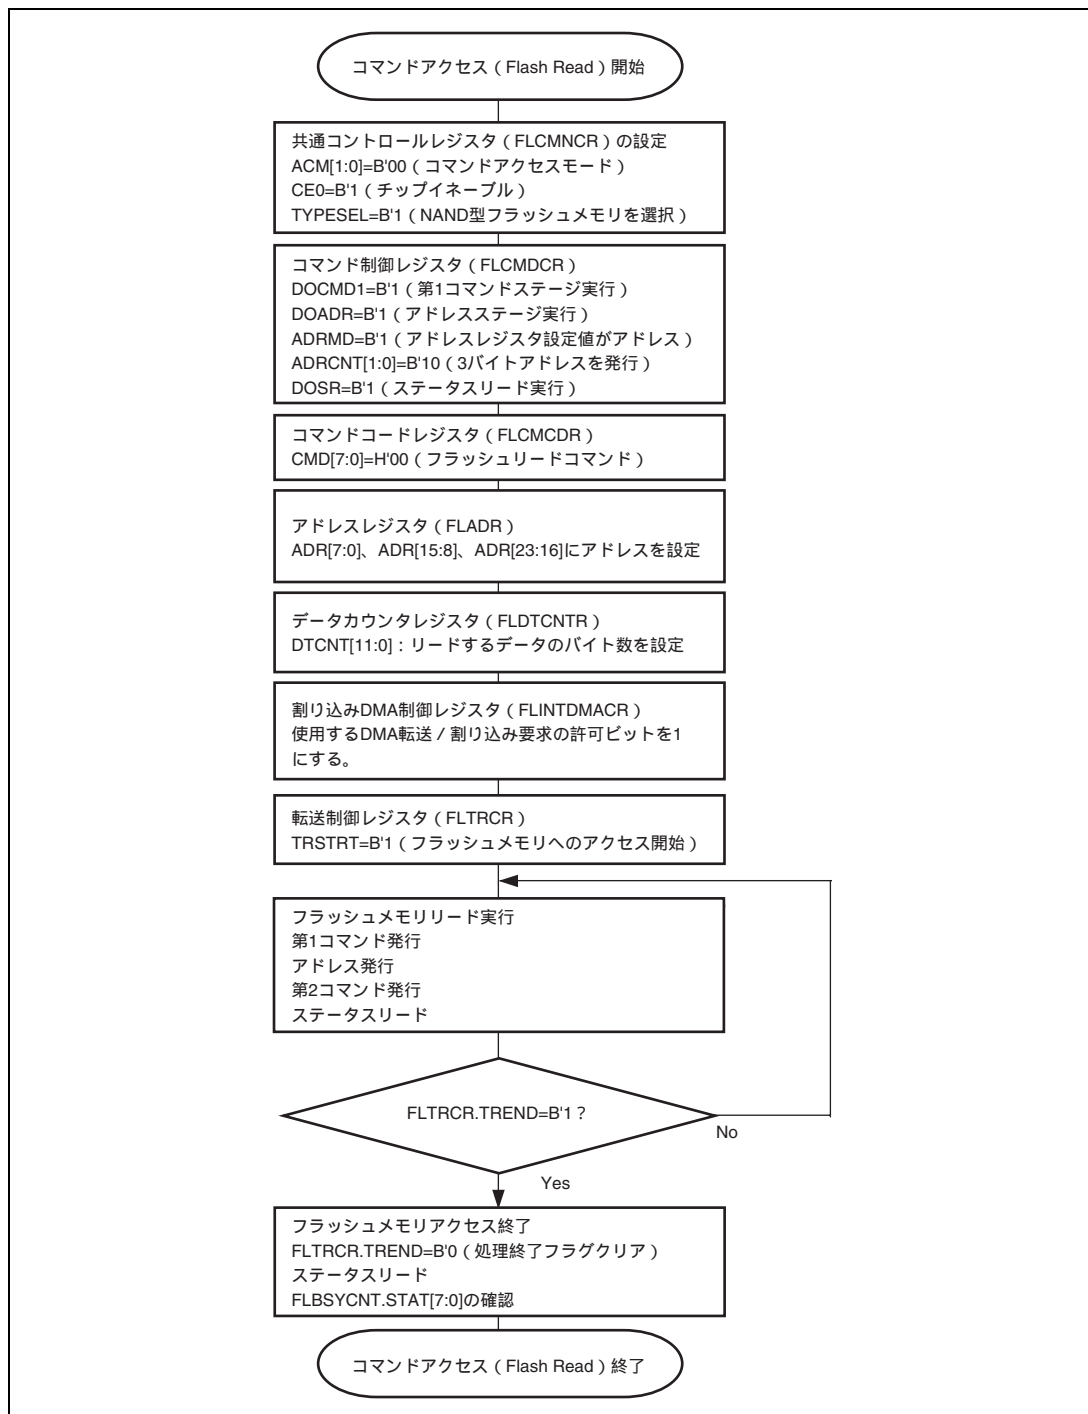 コマンドアクセス（Flash Read）開始
共通コントロールレジスタ（FLCMNCR）の設定
ACM[1:0]=B'00（コマンドアクセスモード）
CE0=B'1（チップイネーブル）
TYPESEL=B'1（NAND型フラッシュメモリを選択）
コマンド制御レジスタ（FLCMDCR）
DOCMD1=B'1（第1コマンドステージ実行）
DOADR=B'1（アドレスステージ実行）
ADRMD=B'1（アドレスレジスタ設定値がアドレス）
ADRCNT[1:0]=B'10（3バイトアドレスを発行）
DOSR=B'1（ステータスリード実行）
コマンドコードレジスタ（FLCMCDR）
CMD[7:0]=H'00（フラッシュリードコマンド）
アドレスレジスタ（FLADR）
ADR[7:0]、ADR[15:8]、ADR[23:16]にアドレスを設定
データカウンタレジスタ（FLDTCNTR）
DTCNT[11:0]：リードするデータのバイト数を設定
割り込みDMA制御レジスタ（FLINTDMACR）
使用するDMA転送／割り込み要求の許可ビットを1
にする。
転送制御レジスタ（FLTRCR）
TRSTRT=B'1（フラッシュメモリへのアクセス開始）
フラッシュメモリリード実行
第1コマンド発行
アドレス発行
第2コマンド発行
ステータスリード
FLTRCR.TREND=B'1？
No
Yes
フラッシュメモリアクセス終了
FLTRCR.TREND=B'0（処理終了フラグクリア）
ステータスリード
FLBSYCNT.STAT[7:0]の確認
コマンドアクセス（Flash Read）終了